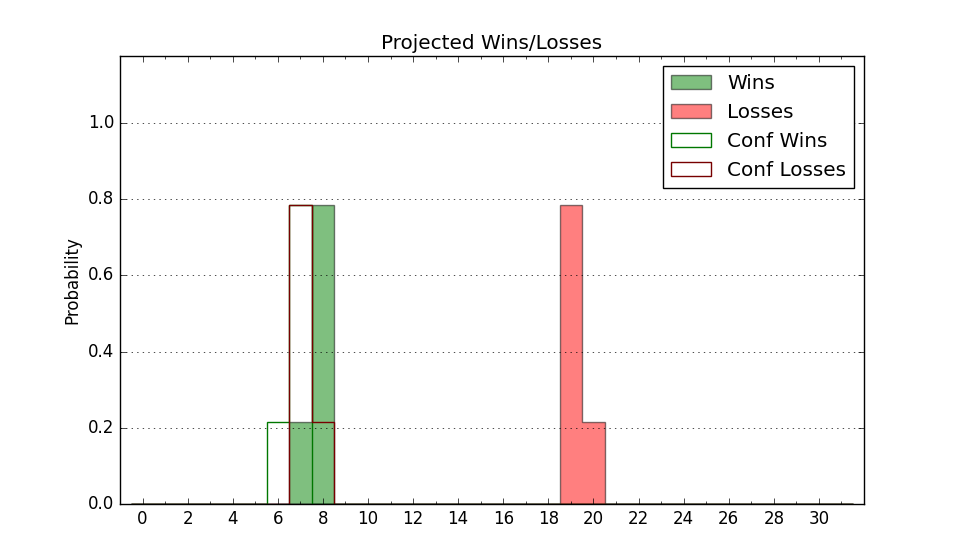 Projected Wins/Losses
Wins
Losses
Conf Wins
Conf Losses
Probability
1.0
0.8
0.6
0.4
0.2
0.0
0 2 4 6 8 10 12 14 16 18 20 22 24 26 28 30